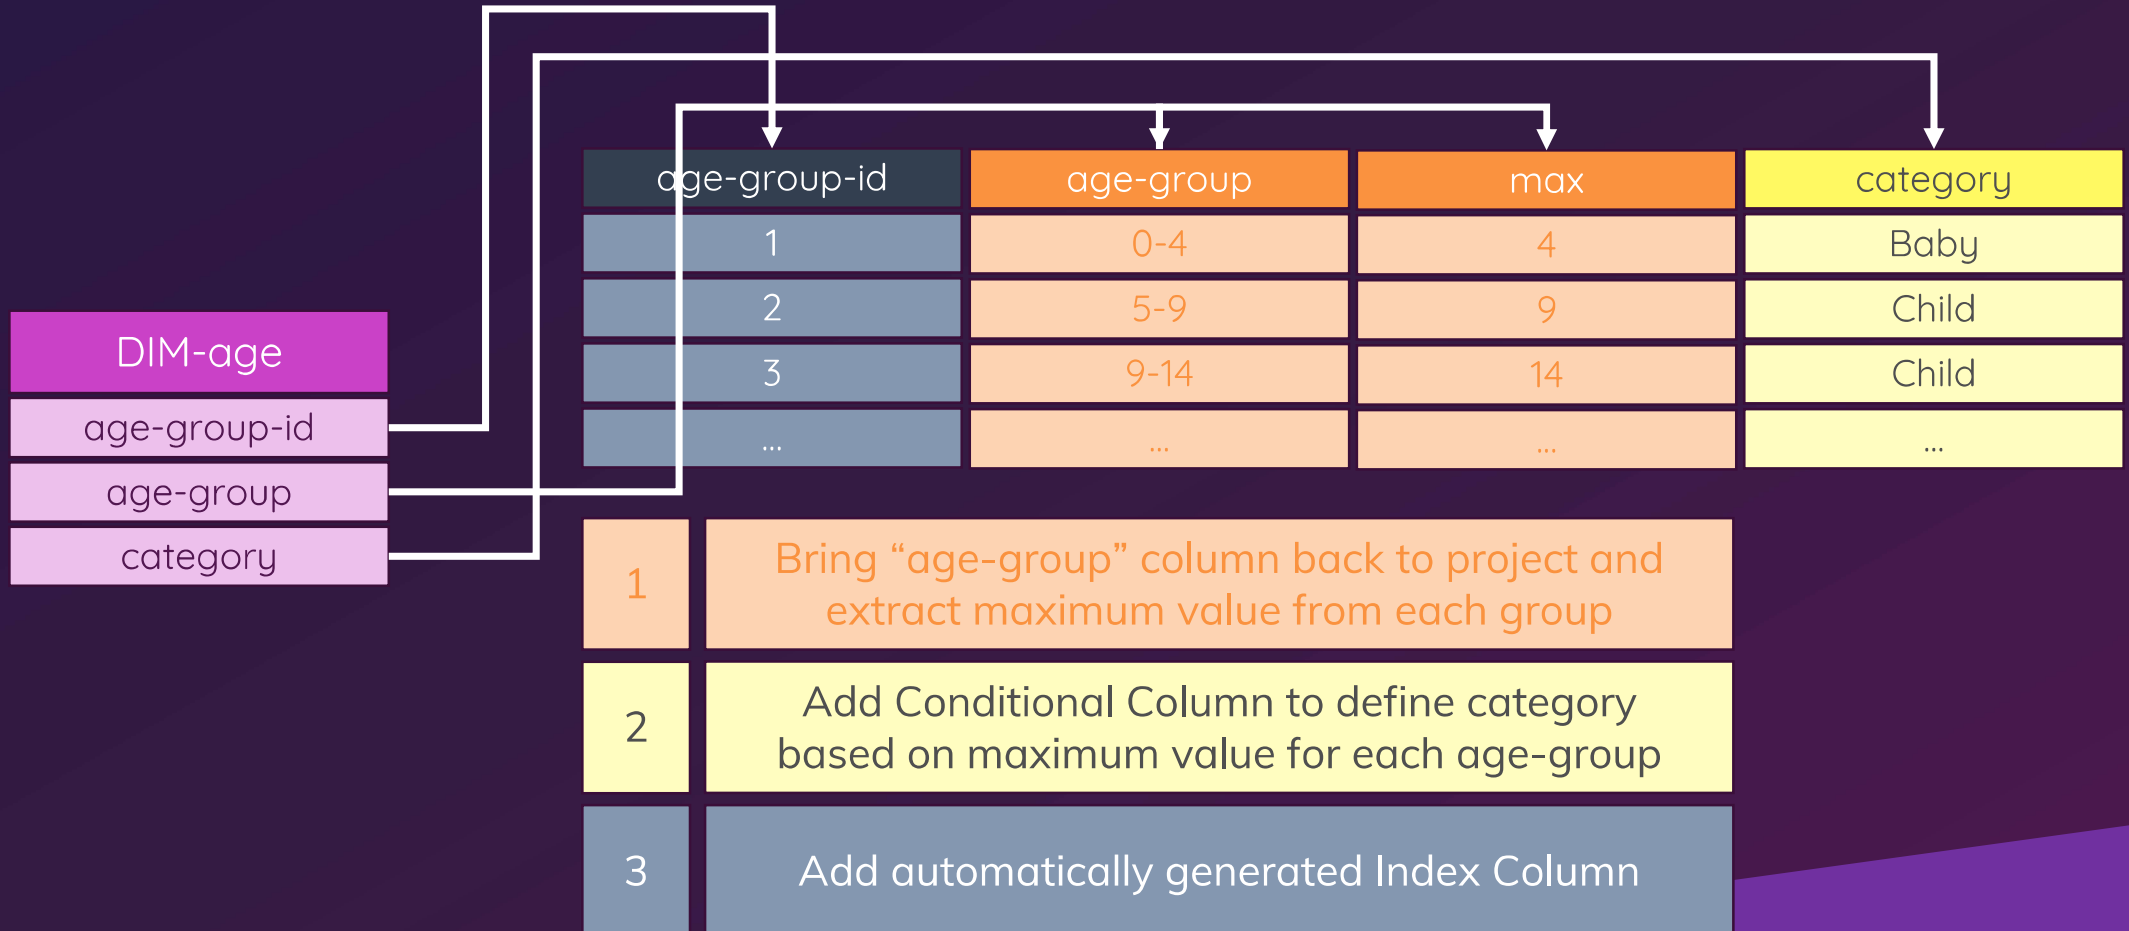 age-group-id age-group max category
1 0-4 4 Baby
2 5-9 9 Child
3 9-14 14 Child
... ... ... ...
DIM-age
age-group-id
age-group
category
1
Bring “age-group” column back to project and
extract maximum value from each group
2
Add Conditional Column to define category
based on maximum value for each age-group
3
Add automatically generated Index Column